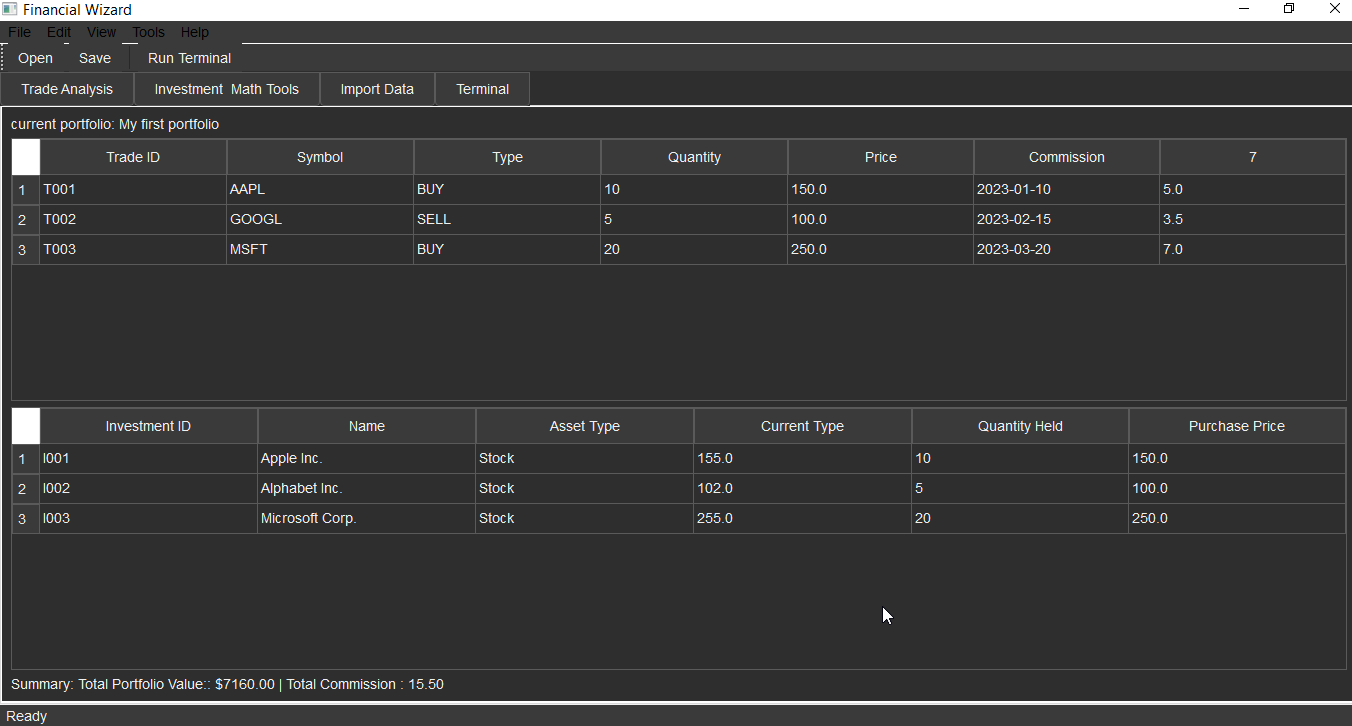 Financial Wizard
File Edit View Tools Help
Open Save Run Terminal
Trade Analysis Investment Math Tools Import Data Terminal
current portfolio: My first portfolio
Trade ID Symbol Type Quantity Price Commission 7
1 T001 AAPL BUY 10 150.0 2023-01-10 5.0
2 T002 GOOGL SELL 5 100.0 2023-02-15 3.5
3 T003 MSFT BUY 20 250.0 2023-03-20 7.0
Investment ID Name Asset Type Current Type Quantity Held Purchase Price
1 I001 Apple Inc. Stock 155.0 10 150.0
2 I002 Alphabet Inc. Stock 102.0 5 100.0
3 I003 Microsoft Corp. Stock 255.0 20 250.0
Summary: Total Portfolio Value:: $7160.00 | Total Commission : 15.50
Ready